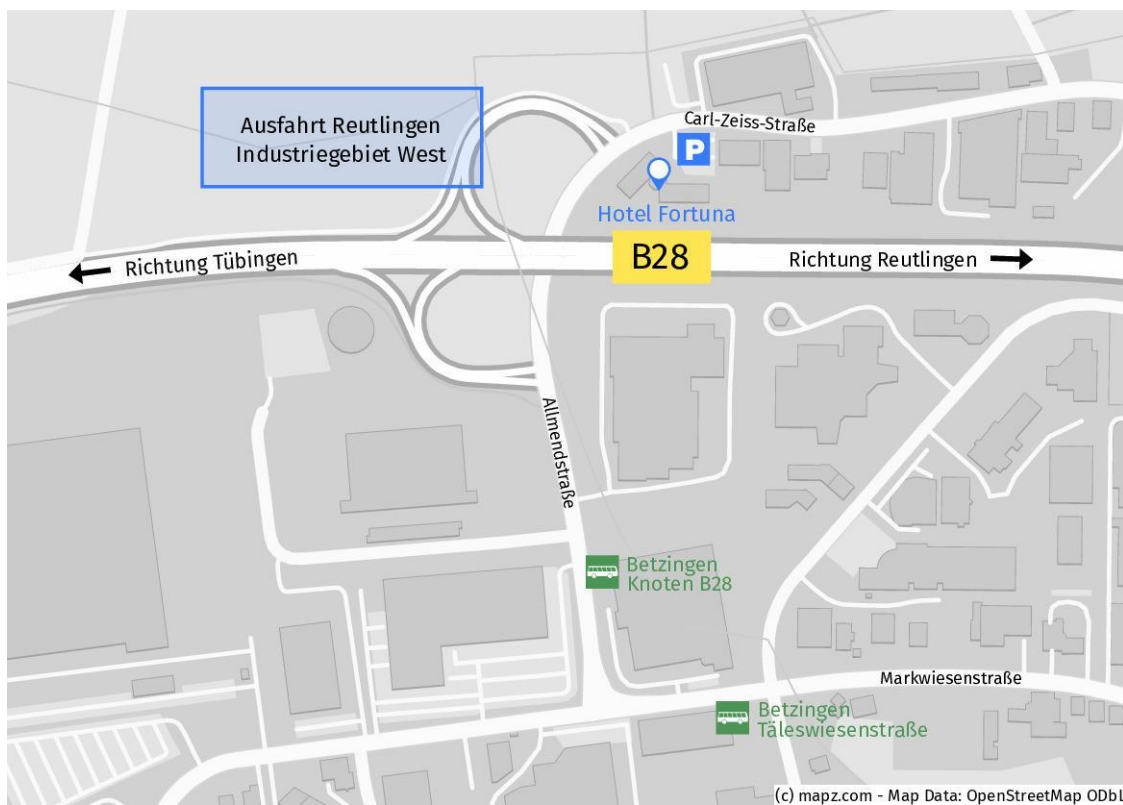 Ausfahrt Reutlingen
Industriegebiet West
Carl-Zeiss-Straße
P
Hotel Fortuna
B28
Richtung Tübingen
Richtung Reutlingen
Allmendstraße
Betzingen
Knoten B28
Markwiesenstraße
Betzingen
Täleswiesenstraße
(c) mapz.com - Map Data: OpenStreetMap ODbL